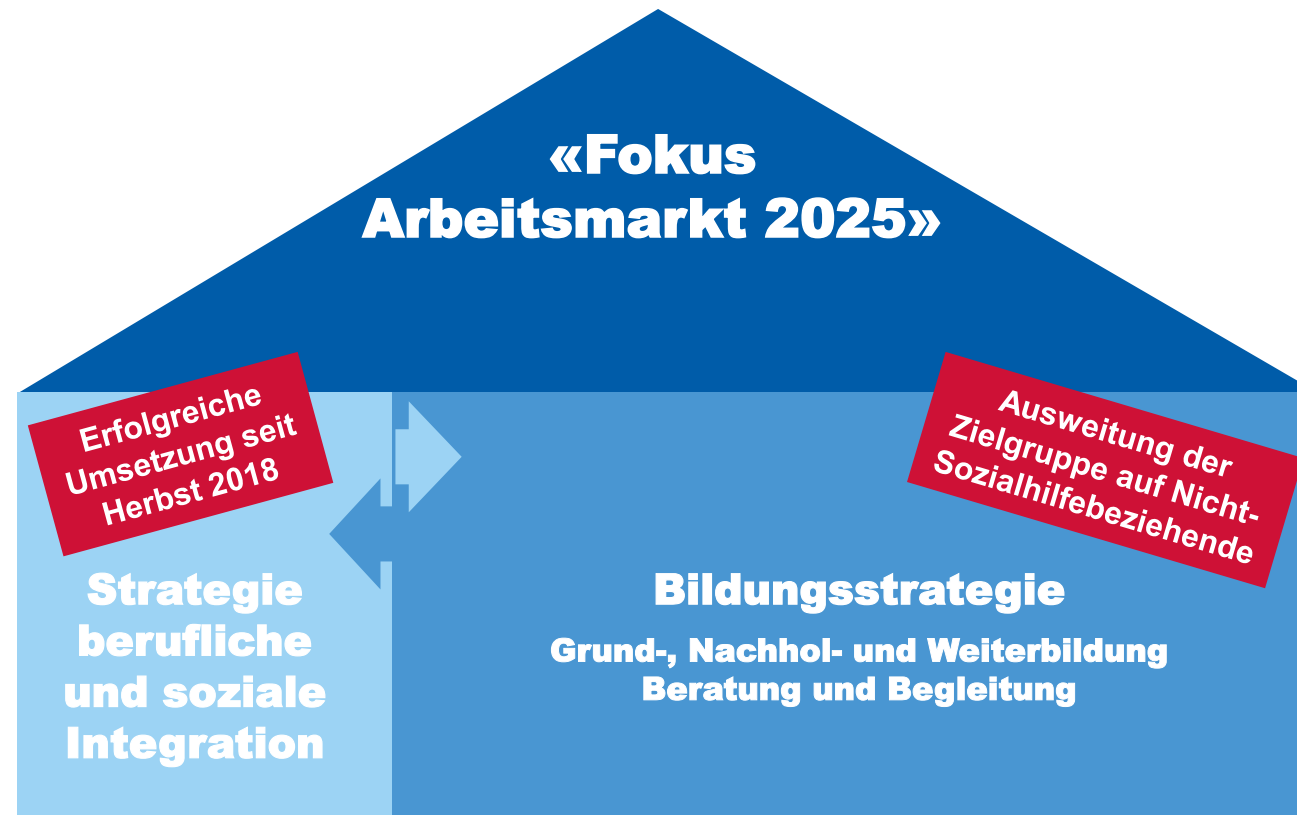 «Fokus
Arbeitsmarkt 2025»
Erfolgreiche
Umsetzung seit
Herbst 2018
Ausweitung der
Zielgruppe auf Nicht-
Sozialhilfebeziehende
Strategie
berufliche
und soziale
Integration
Bildungsstrategie
Grund-, Nachhol- und Weiterbildung
Beratung und Begleitung